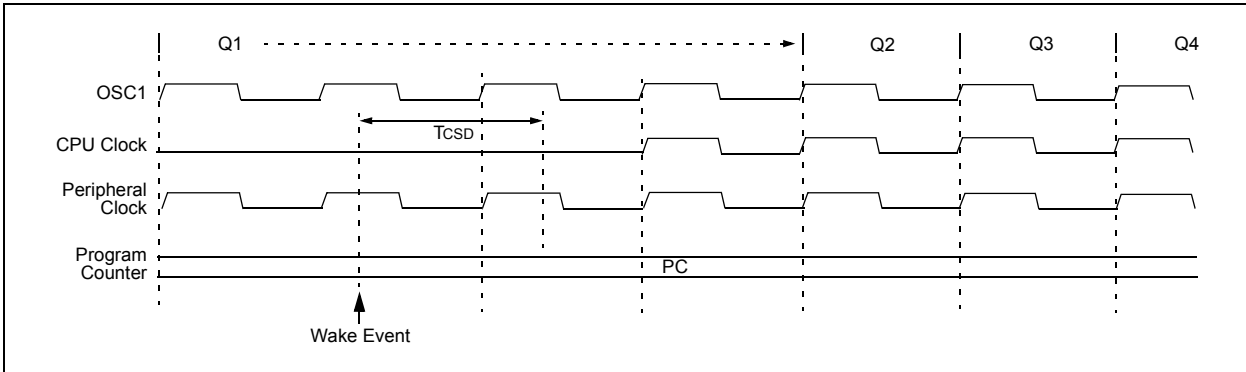 Q1 Q2 Q3 Q4
OSC1
TCSD
CPU Clock
Peripheral
Clock
Program
Counter
PC
Wake Event